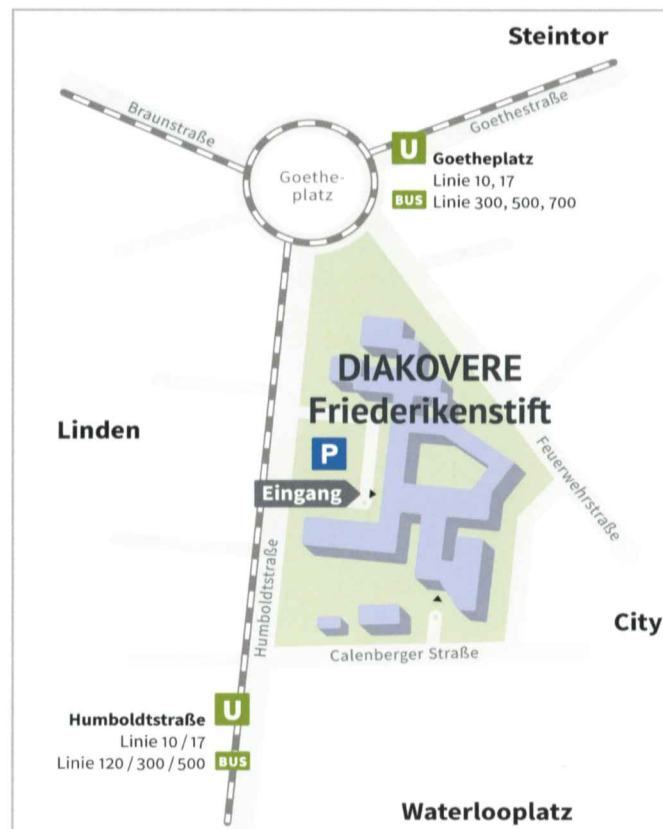 Steintor
Braunstraße
Goethestraße
Goethe-
platz
U Goetheplatz
Linie 10, 17
BUS Linie 300, 500, 700
DIAKOVERE
Friederikenstift
Linden
P
Eingang
Feuerwehrstraße
Humboldtstraße
City
Calenberger Straße
Humboldtstraße U
Linie 10 / 17
Linie 120 / 300 / 500 BUS
Waterlooplatz